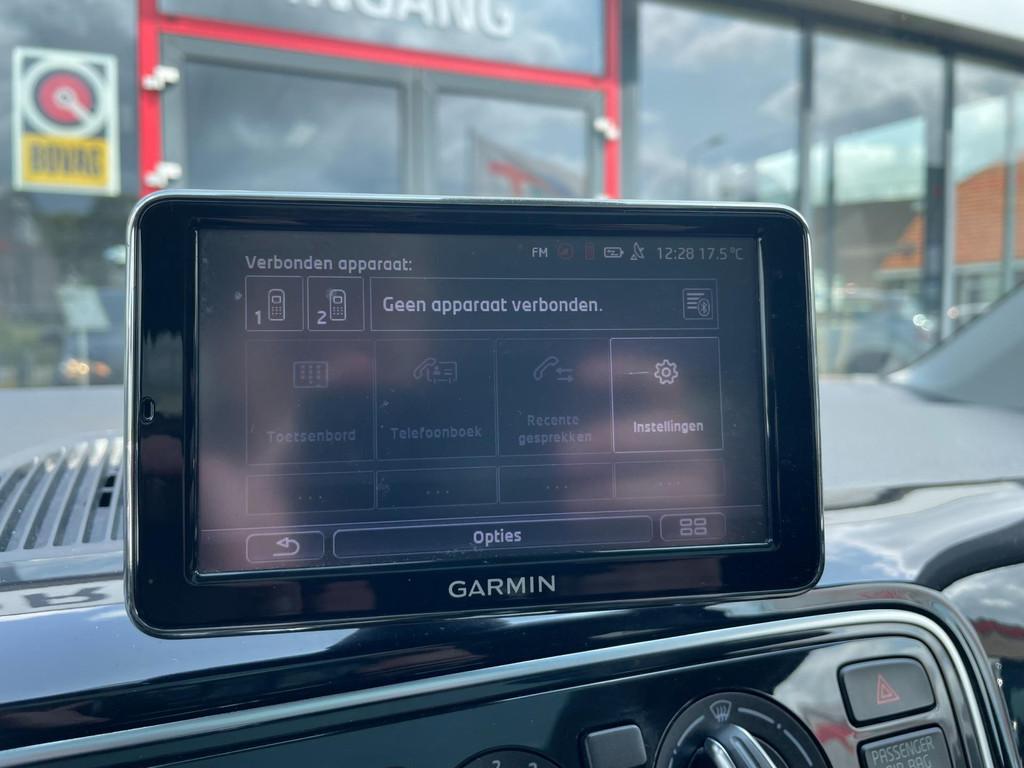 INGANG
BOVAG
FM 12:28 17.5°C
Verbonden apparaat:
1 2 Geen apparaat verbonden.
Toetsenbord Telefoonboek Recente gesprekken Instellingen
... ... ... ...
Opties
GARMIN
PASSENGER
AIR BAG